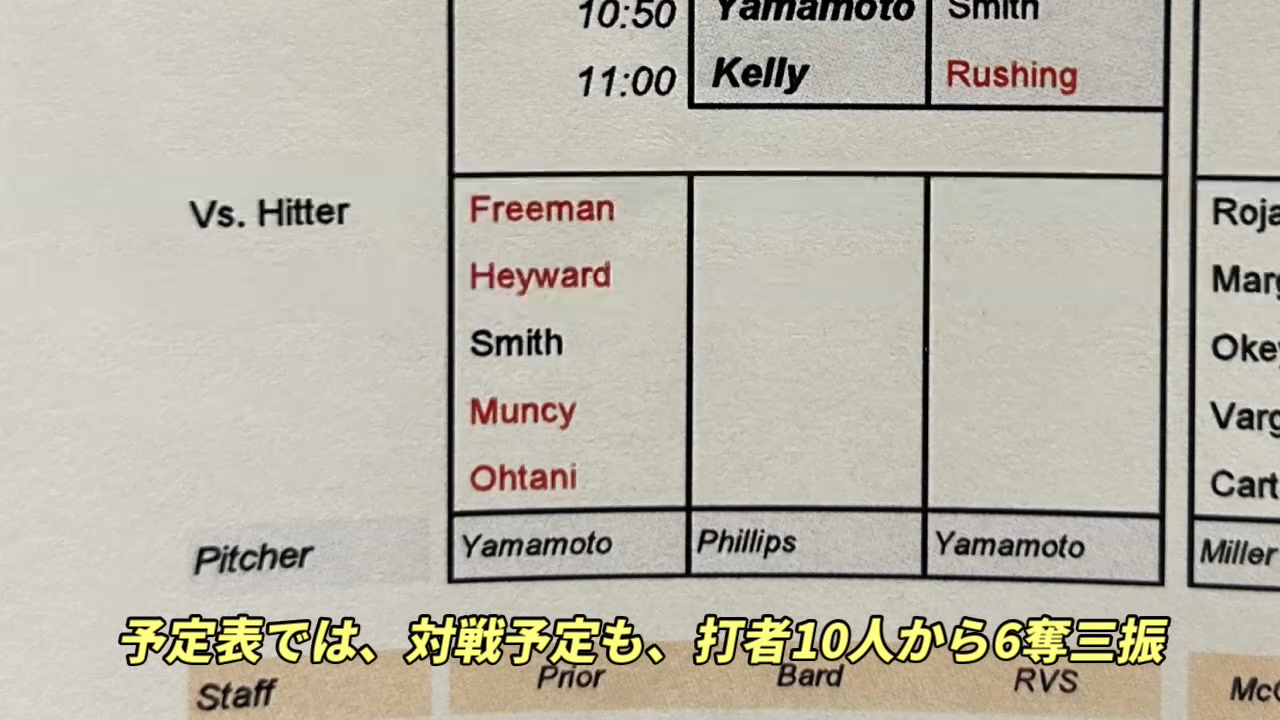 10:50 Yamamoto Smith
11:00 Kelly Rushing
Vs. Hitter Freeman
Heyward
Smith
Muncy
Ohtani
Pitcher Yamamoto Phillips Yamamoto Miller
予定表では、対戦予定も、打者10人から6奪三振
Staff Prior Bard RVS